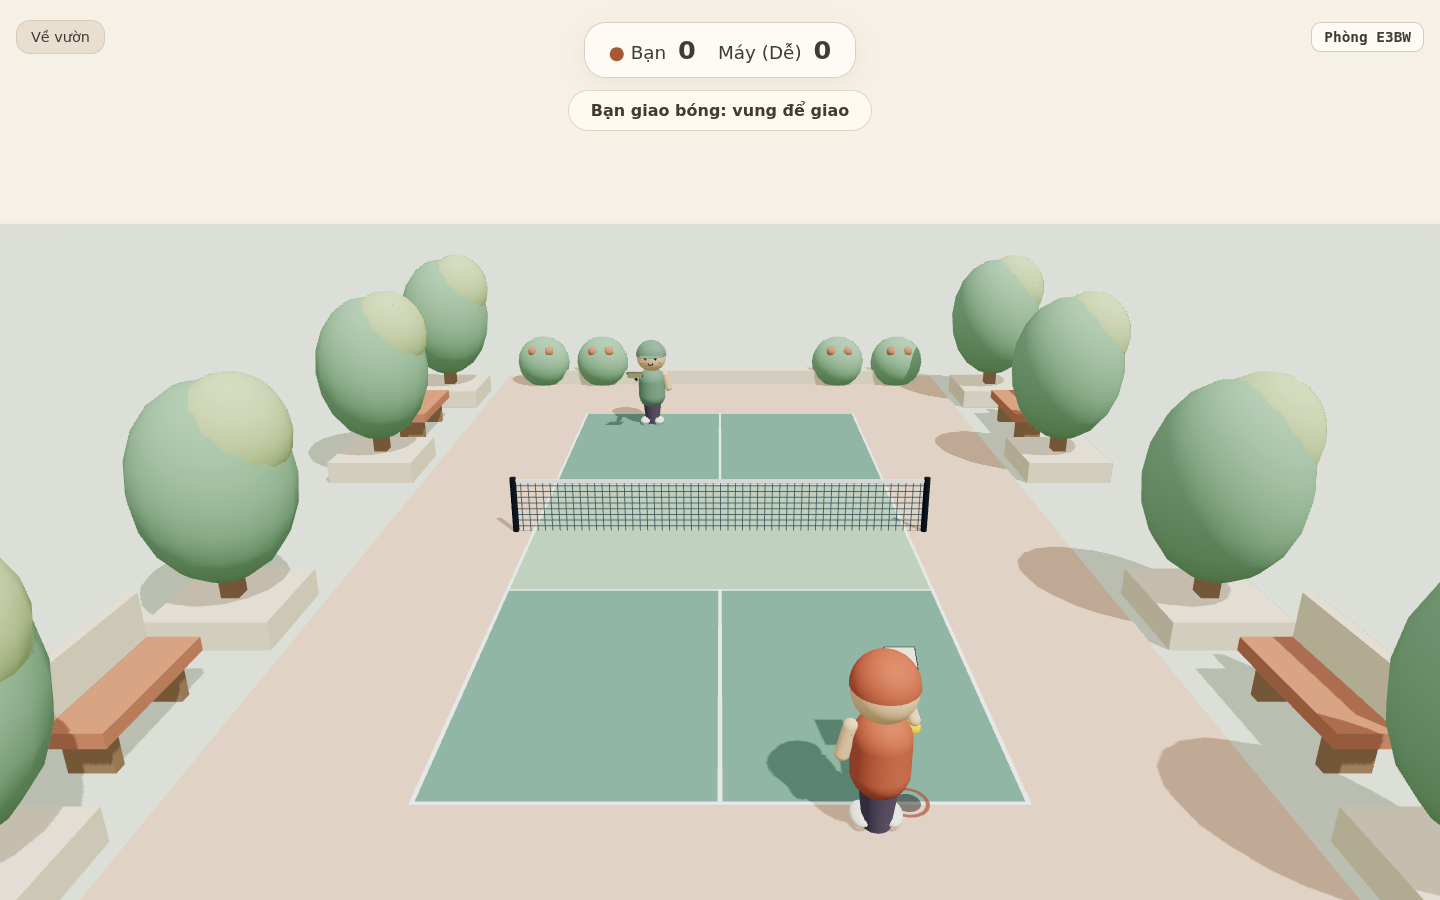 Về vườn
Bạn 0 Máy (Dễ) 0
Phòng E3BW
Bạn giao bóng: vung để giao